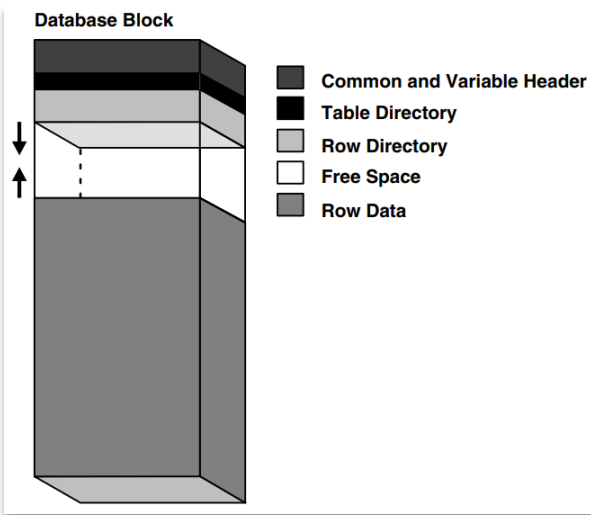 Database Block
Common and Variable Header
Table Directory
Row Directory
Free Space
Row Data